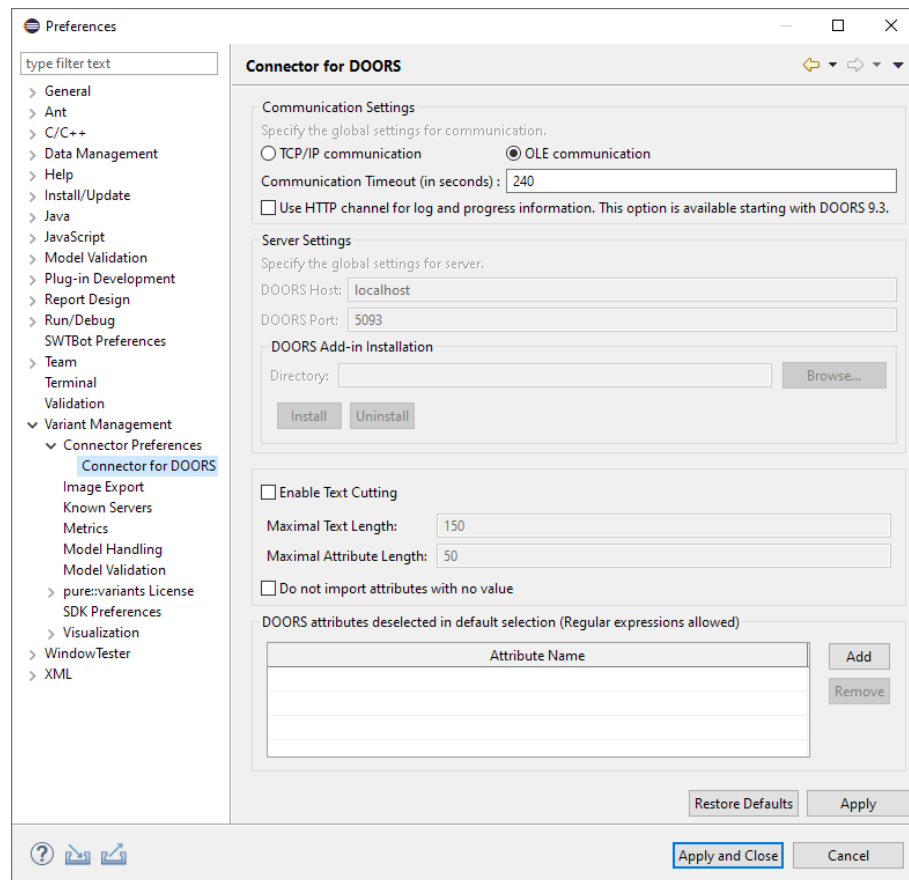 Preferences
type filter text
General
Ant
C/C++
Data Management
Help
Install/Update
Java
JavaScript
Model Validation
Plug-in Development
Report Design
Run/Debug
SWTBot Preferences
Team
Terminal
Validation
Variant Management
Connector Preferences
Connector for DOORS
Image Export
Known Servers
Metrics
Model Handling
Model Validation
pure::variants License
SDK Preferences
Visualization
WindowTester
XML
Connector for DOORS
Communication Settings
Specify the global settings for communication.
TCP/IP communication OLE communication
Communication Timeout (in seconds) : 240
Use HTTP channel for log and progress information. This option is available starting with DOORS 9.3.
Server Settings
Specify the global settings for server.
DOORS Host: localhost
DOORS Port: 5093
DOORS Add-in Installation
Directory: Browse...
Install Uninstall
Enable Text Cutting
Maximal Text Length: 150
Maximal Attribute Length: 50
Do not import attributes with no value
DOORS attributes deselected in default selection (Regular expressions allowed)
Attribute Name Add
Remove
Restore Defaults Apply
? Apply and Close Cancel